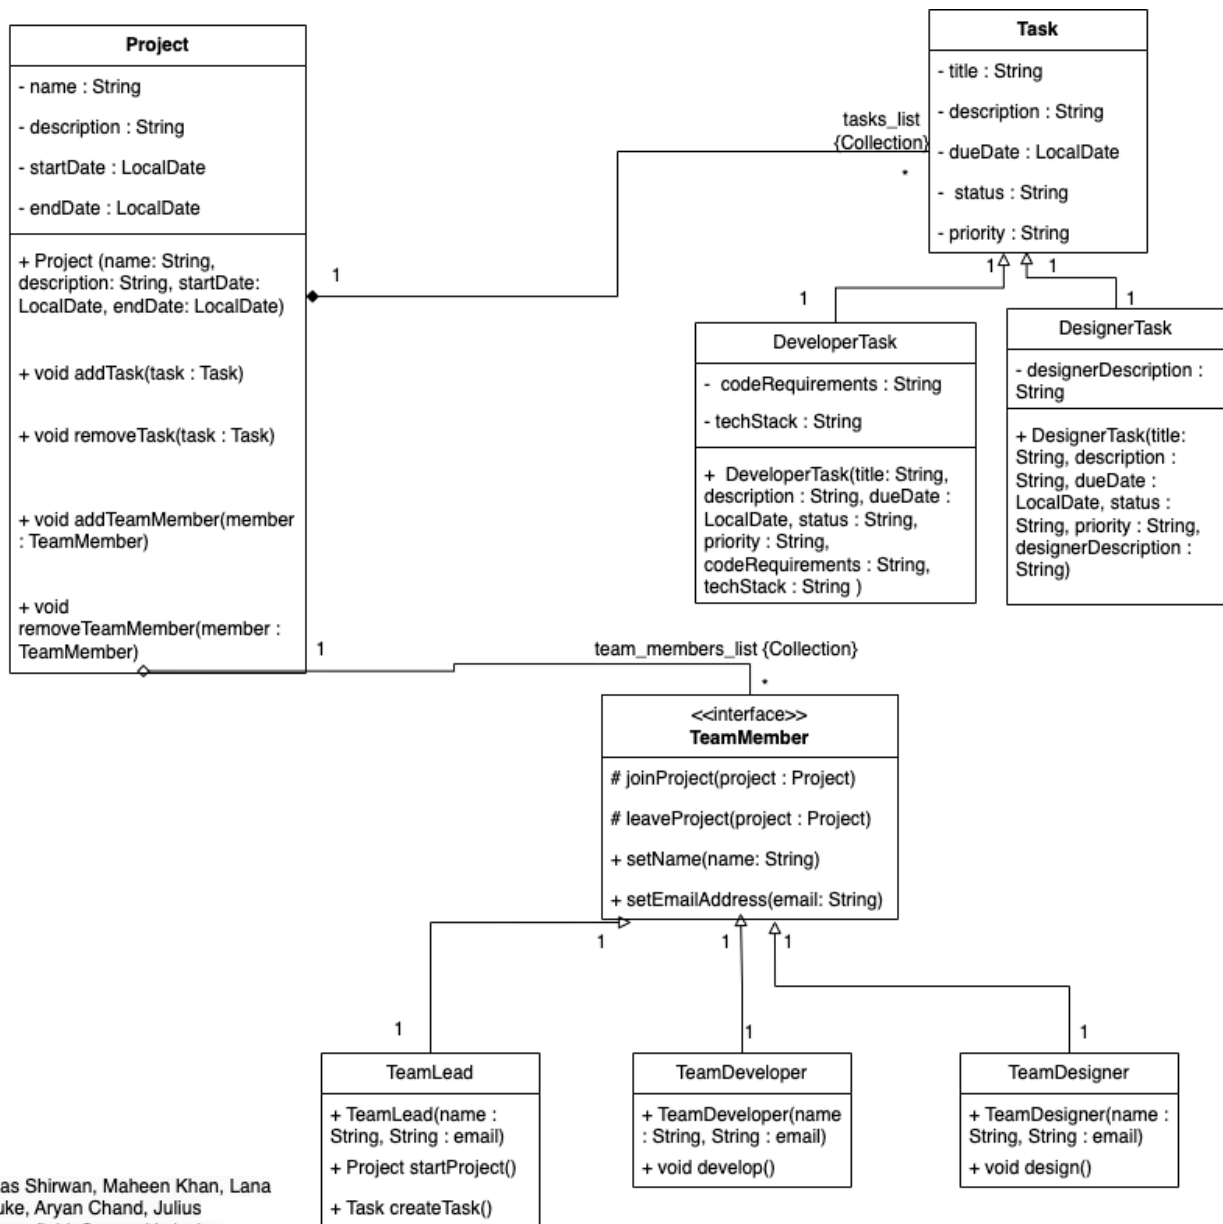 Project
- name : String
- description : String
- startDate : LocalDate
- endDate : LocalDate
+ Project (name: String,
description: String, startDate:
LocalDate, endDate: LocalDate)
+ void addTask(task : Task)
+ void removeTask(task : Task)
+ void addTeamMember(member
: TeamMember)
+ void
removeTeamMember(member :
TeamMember)
1
tasks_list
{Collection}
*
Task
- title : String
- description : String
- dueDate : LocalDate
- status : String
- priority : String
1
1
1
1
DeveloperTask
- codeRequirements : String
- techStack : String
+ DeveloperTask(title: String,
description : String, dueDate :
LocalDate, status : String,
priority : String,
codeRequirements : String,
techStack : String )
DesignerTask
- designerDescription :
String
+ DesignerTask(title:
String, description :
String, dueDate :
LocalDate, status :
String, priority : String,
designerDescription :
String)
1
team_members_list {Collection}
*
<<interface>>
TeamMember
# joinProject(project : Project)
# leaveProject(project : Project)
+ setName(name: String)
+ setEmailAddress(email: String)
1
1
1
1
1
1
TeamLead
+ TeamLead(name :
String, String : email)
+ Project startProject()
+ Task createTask()
TeamDeveloper
+ TeamDeveloper(name
: String, String : email)
+ void develop()
TeamDesigner
+ TeamDesigner(name :
String, String : email)
+ void design()
Shirwan, Maheen Khan, Lana
Aryan Chand, Julius